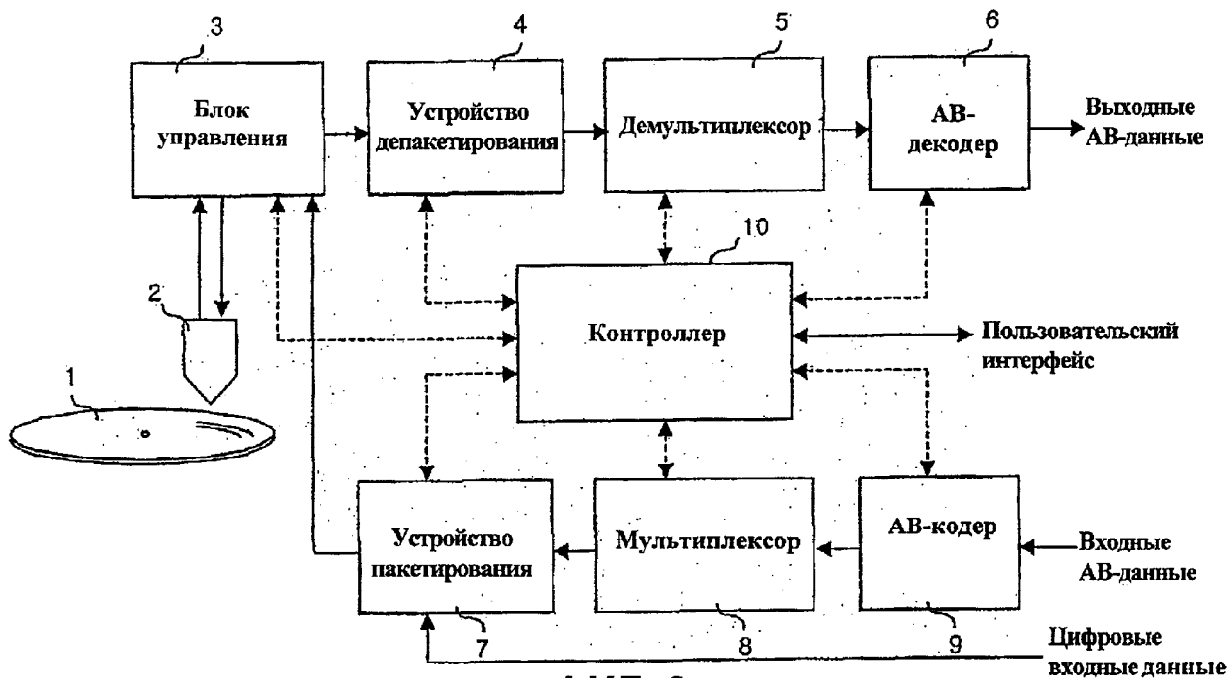 3
4
5
6
Блок
управления
Устройство
депакетирования
Демультиплексор
АВ-
декодер
Выходные
АВ-данные
10
2
Контроллер
Пользовательский
интерфейс
1
Устройство
пакетирования
Мультиплексор
АВ-кодер
Входные
АВ-данные
7
8
9
Цифровые
входные данные